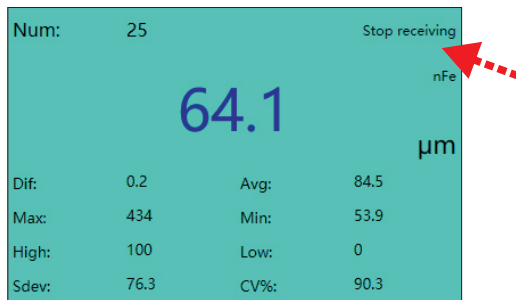 Num: 25 Stop receiving
nFe
64.1
μm
Dif: 0.2 Avg: 84.5
Max: 434 Min: 53.9
High: 100 Low: 0
Sdev: 76.3 CV%: 90.3